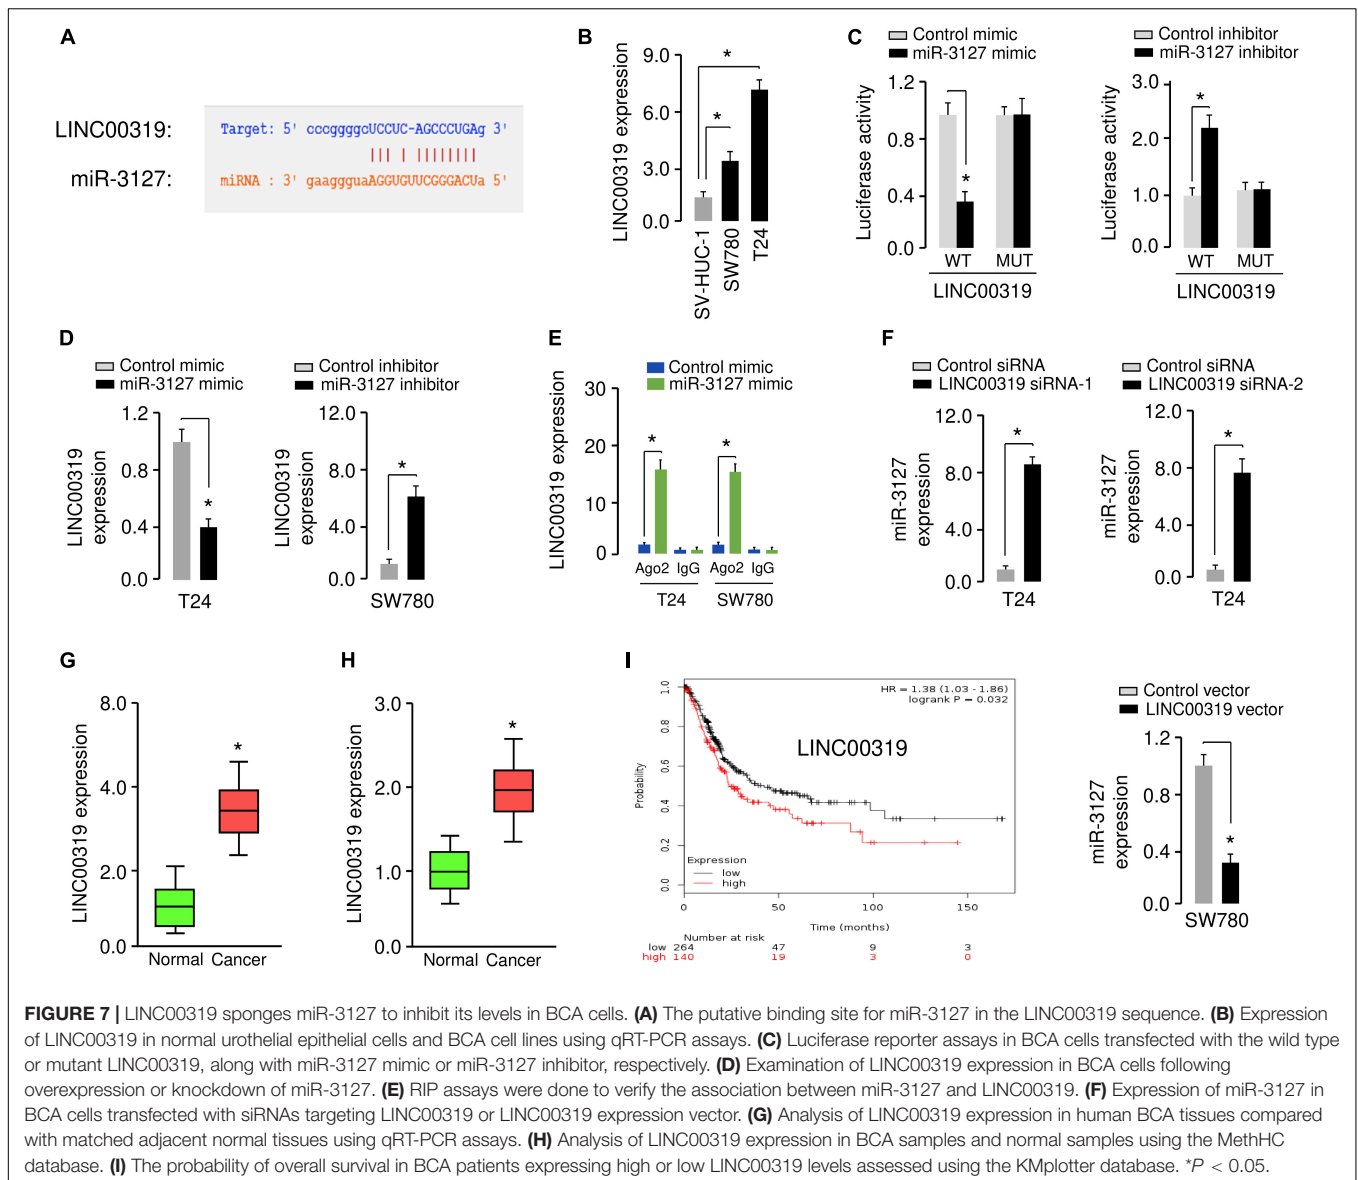 A
LINC00319:
miR-3127:
Target: 5' cccggggcUCCUC-AGCCCUGAg 3'
miRNA : 3' gaaggguaAGGUGUUCGGGACUa 5'
B
LINC00319 expression
9.0
6.0
3.0
0.0
*
*
SV-HUC-1
SW780
T24
C
Control mimic
miR-3127 mimic
Luciferase activity
1.2
0.8
0.4
0.0
*
WT MUT
LINC00319
Control inhibitor
miR-3127 inhibitor
Luciferase activity
3.0
2.0
1.0
0.0
*
WT MUT
LINC00319
D
Control mimic
miR-3127 mimic
LINC00319
expression
1.2
0.8
0.4
0.0
*
T24
Control inhibitor
miR-3127 inhibitor
LINC00319
expression
12.0
8.0
4.0
0.0
*
SW780
E
Control mimic
miR-3127 mimic
LINC00319 expression
30
20
10
0
* *
Ago2 IgG Ago2 IgG
T24 SW780
F
Control siRNA
LINC00319 siRNA-1
miR-3127
expression
12.0
8.0
4.0
0.0
*
T24
Control siRNA
LINC00319 siRNA-2
miR-3127
expression
12.0
8.0
4.0
0.0
*
T24
G
LINC00319 expression
8.0
4.0
2.0
0.0
*
Normal Cancer
H
LINC00319 expression
3.0
2.0
1.0
0.0
*
Normal Cancer
I
HR = 1.38 (1.03 - 1.86)
logrank P = 0.032
LINC00319
Probability
1.0
0.8
0.6
0.4
0.2
0.0
Expression
low
high
0 50 100 150
Time (months)
Number at risk
low 264 47 9 3
high 140 19 3 0
Control vector
LINC00319 vector
miR-3127
expression
1.2
0.8
0.4
0.0
*
SW780
FIGURE 7 | LINC00319 sponges miR-3127 to inhibit its levels in BCA cells. (A) The putative binding site for miR-3127 in the LINC00319 sequence. (B) Expression
of LINC00319 in normal urothelial epithelial cells and BCA cell lines using qRT-PCR assays. (C) Luciferase reporter assays in BCA cells transfected with the wild type
or mutant LINC00319, along with miR-3127 mimic or miR-3127 inhibitor, respectively. (D) Examination of LINC00319 expression in BCA cells following
overexpression or knockdown of miR-3127. (E) RIP assays were done to verify the association between miR-3127 and LINC00319. (F) Expression of miR-3127 in
BCA cells transfected with siRNAs targeting LINC00319 or LINC00319 expression vector. (G) Analysis of LINC00319 expression in human BCA tissues compared
with matched adjacent normal tissues using qRT-PCR assays. (H) Analysis of LINC00319 expression in BCA samples and normal samples using the MethHC
database. (I) The probability of overall survival in BCA patients expressing high or low LINC00319 levels assessed using the KMplotter database. *P < 0.05.